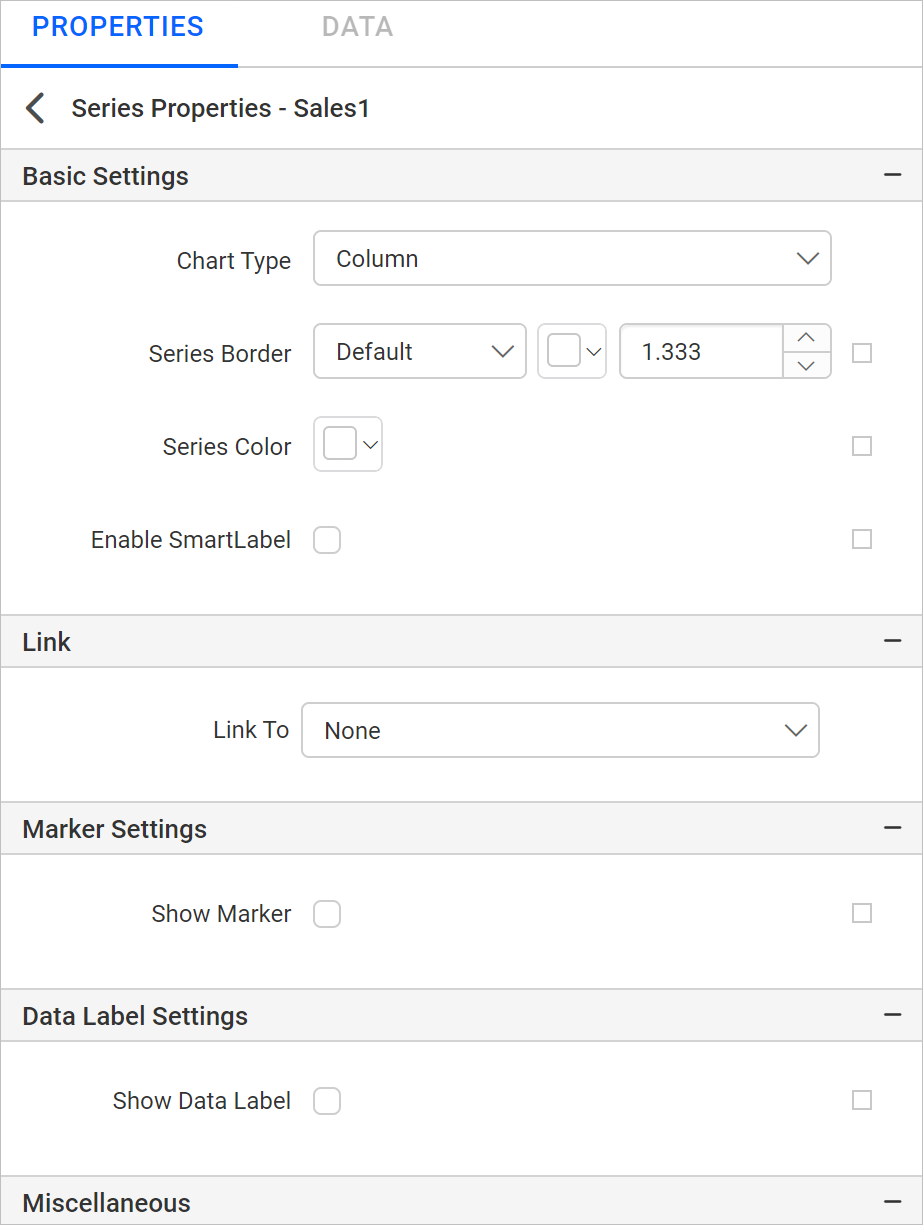 PROPERTIES DATA
Series Properties - Sales1
Basic Settings
Chart Type Column
Series Border Default 1.333
Series Color
Enable SmartLabel
Link
Link To None
Marker Settings
Show Marker
Data Label Settings
Show Data Label
Miscellaneous